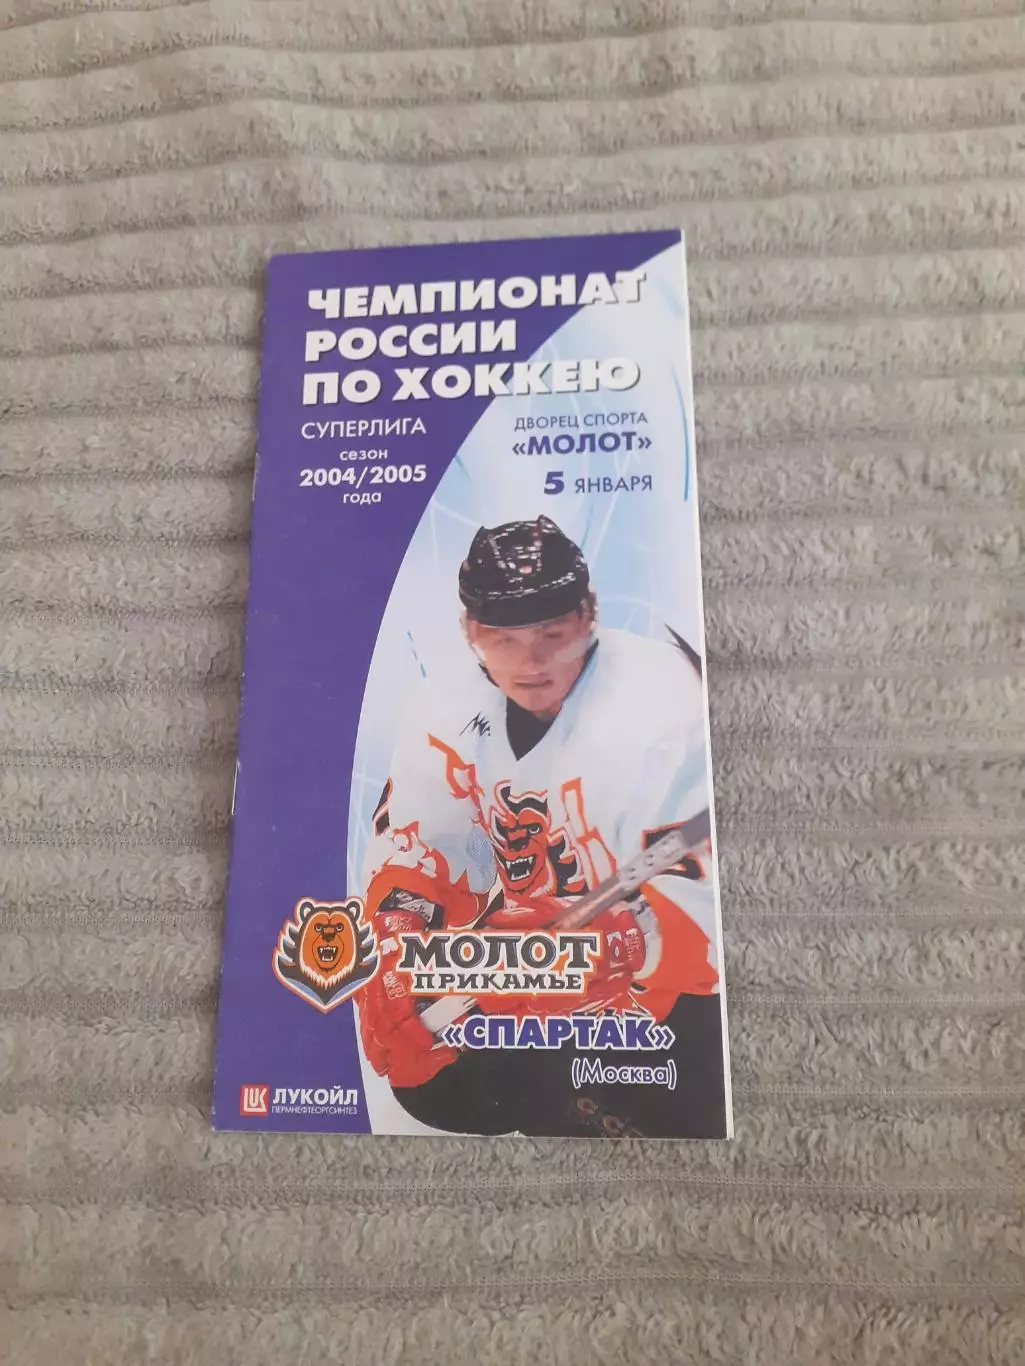 ЧЕМПИОНАТ
РОССИИ
ПО ХОККЕЮ
СУПЕРЛИГА
сезон
2004/2005
года
ДВОРЕЦ СПОРТА
«МОЛОТ»
5 ЯНВАРЯ
МОЛОТ
ПРИКАМЬЕ
«СПАРТАК»
(Москва)
ЛУКОЙЛ
ПЕРМНЕФТЕОРГСИНТЕЗ